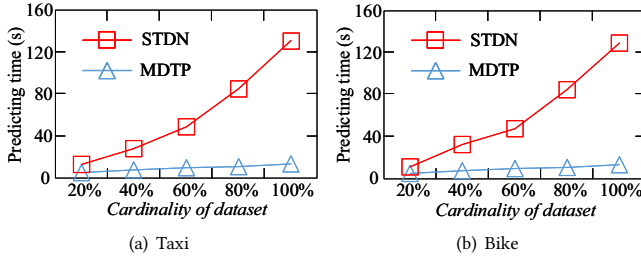 160
120
80
40
0
Predicting time (s)
STDN
MDTP
20% 40% 60% 80% 100%
Cardinality of dataset
(a) Taxi
160
120
80
40
0
Predicting time (s)
STDN
MDTP
20% 40% 60% 80% 100%
Cardinality of dataset
(b) Bike